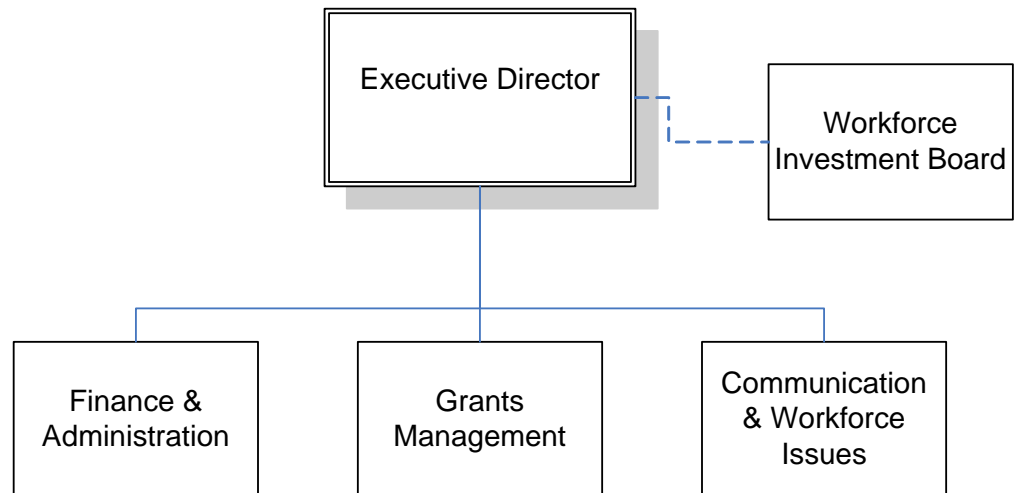 Executive Director
Workforce
Investment Board
Finance &
Administration
Grants
Management
Communication
& Workforce
Issues